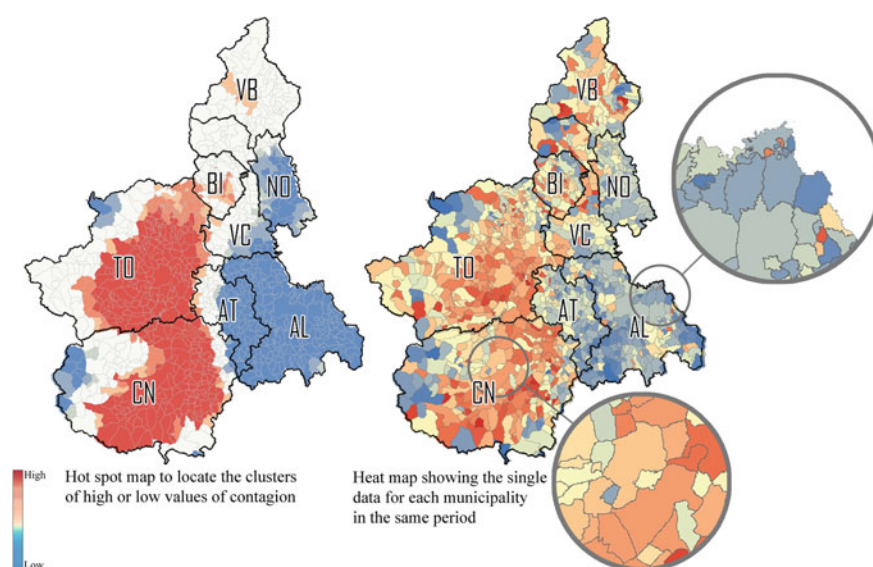 VB
BI
NO
VC
TO
AT
AL
CN
VB
BI
NO
VC
TO
AT
AL
CN
High
Low
Hot spot map to locate the clusters
of high or low values of contagion
Heat map showing the single
data for each municipality
in the same period